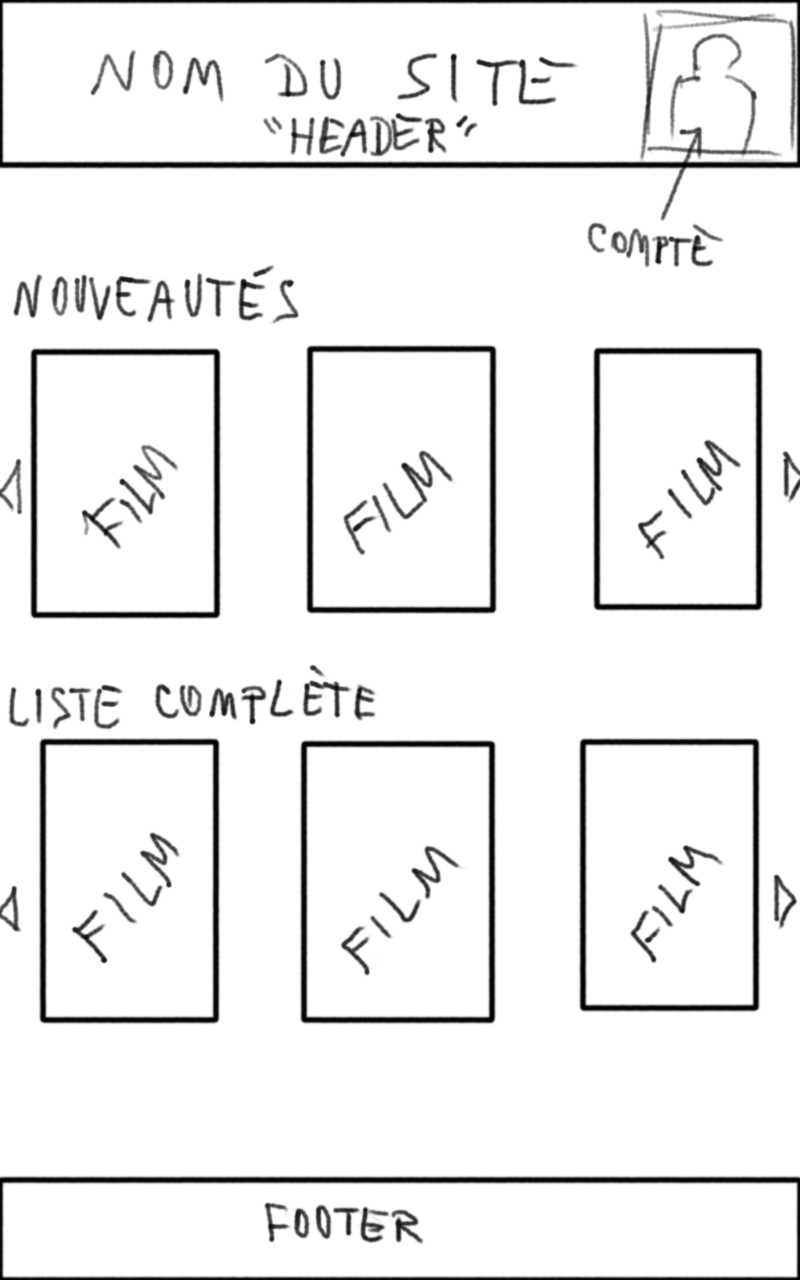 NOM DU SITE
"HEADER"
COMPTE
NOUVEAUTÉS
FILM
FILM
FILM
LISTE COMPLÈTE
FILM
FILM
FILM
FOOTER